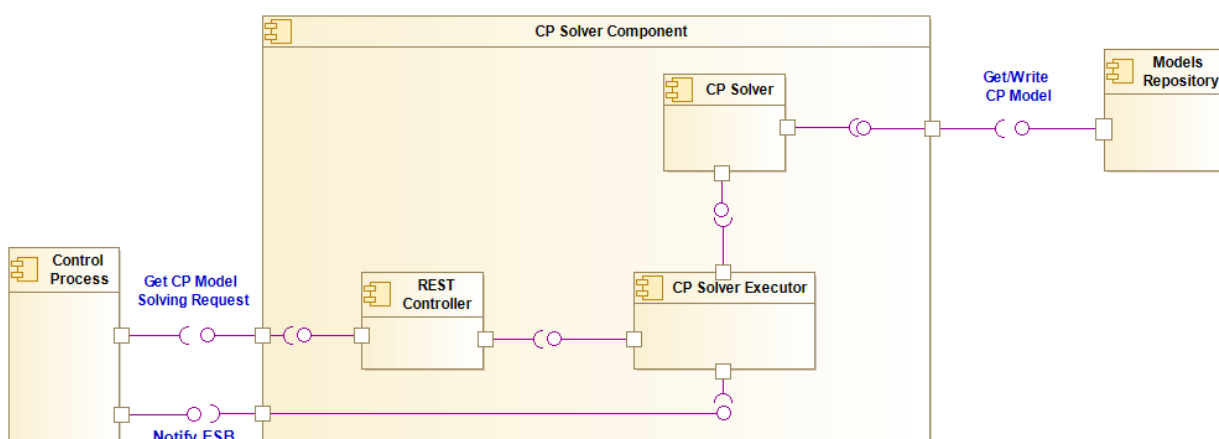 CP Solver Component
Models
Repository
CP Solver
Get/Write
CP Model
Control
Process
Get CP Model
Solving Request
REST
Controller
CP Solver Executor
Notify ESB